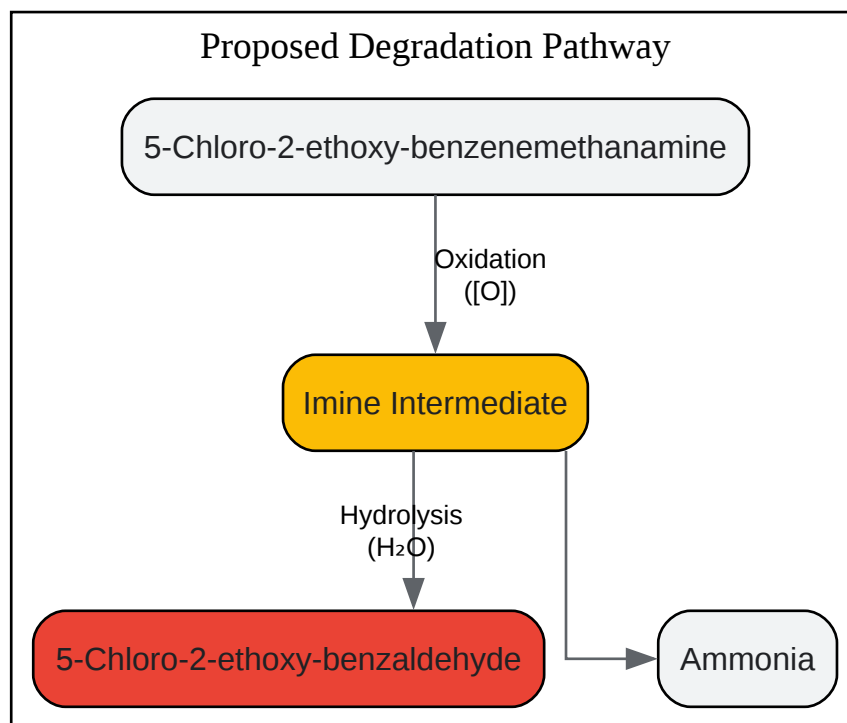 Proposed Degradation Pathway
5-Chloro-2-ethoxy-benzenemethanamine
Oxidation
([O])
Imine Intermediate
Hydrolysis
(H₂O)
5-Chloro-2-ethoxy-benzaldehyde
Ammonia